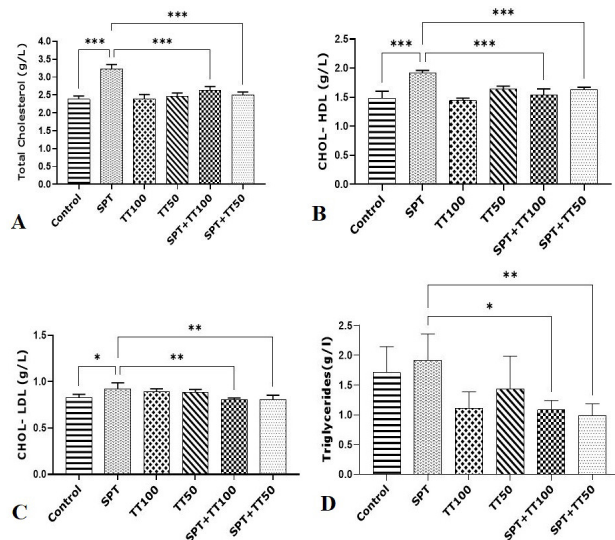 ***
***
***
Total Cholesterol (g/L)
4.0
3.5
3.0
2.5
2.0
1.5
1.0
0.5
0.0
Control
SPT
TT100
TT50
SPT+TT100
SPT+TT50
A
***
***
***
CHOL- HDL (g/L)
2.5
2.0
1.5
1.0
0.5
0.0
Control
SPT
TT100
TT50
SPT+TT100
SPT+TT50
B
**
*
**
CHOL- LDL (g/L)
1.5
1.0
0.5
0.0
Control
SPT
TT100
TT50
SPT+TT100
SPT+TT50
C
**
*
Triglycerides(g/l)
2.5
2.0
1.5
1.0
0.5
0.0
Control
SPT
TT100
TT50
SPT+TT100
SPT+TT50
D